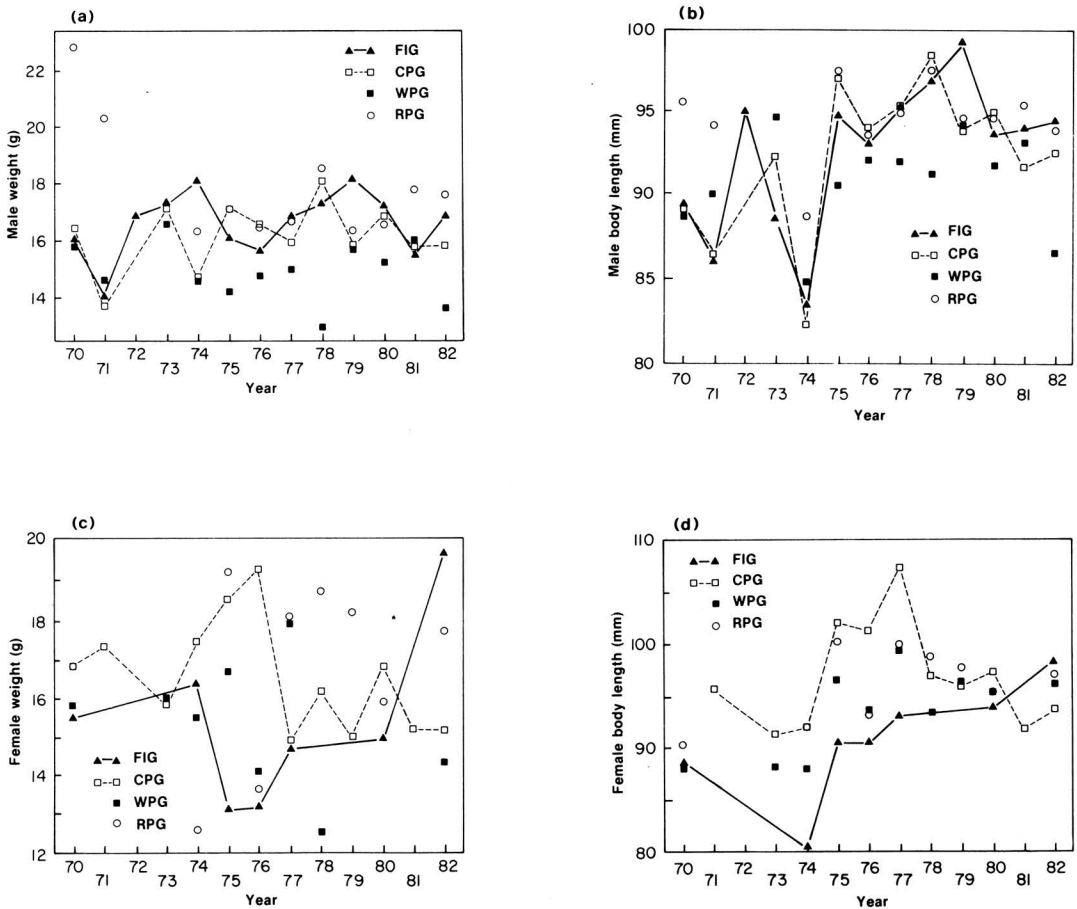 (a)
Male weight (g)
22
20
18
16
14
FIG
CPG
WPG
RPG
70 72 74 76 78 80 82
71 73 75 77 79 81
Year
(b)
Male body length (mm)
100
95
90
85
80
FIG
CPG
WPG
RPG
70 72 74 76 78 80 82
71 73 75 77 79 81
Year
(c)
Female weight (g)
20
18
16
14
12
FIG
CPG
WPG
RPG
70 72 74 76 78 80 82
71 73 75 77 79 81
Year
(d)
Female body length (mm)
110
100
90
80
FIG
CPG
WPG
RPG
70 72 74 76 78 80 82
71 73 75 77 79 81
Year